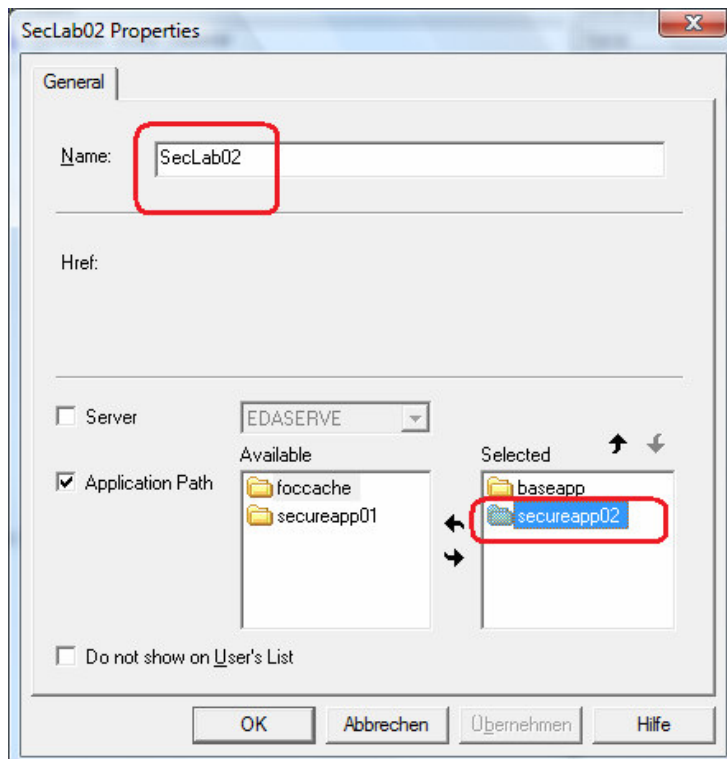 SecLab02 Properties
General
Name: SecLab02
Href:
Server EDASERVE
Available Selected
Application Path
foccache baseapp
secureapp01 secureapp02
Do not show on User's List
OK Abbrechen Übernehmen Hilfe